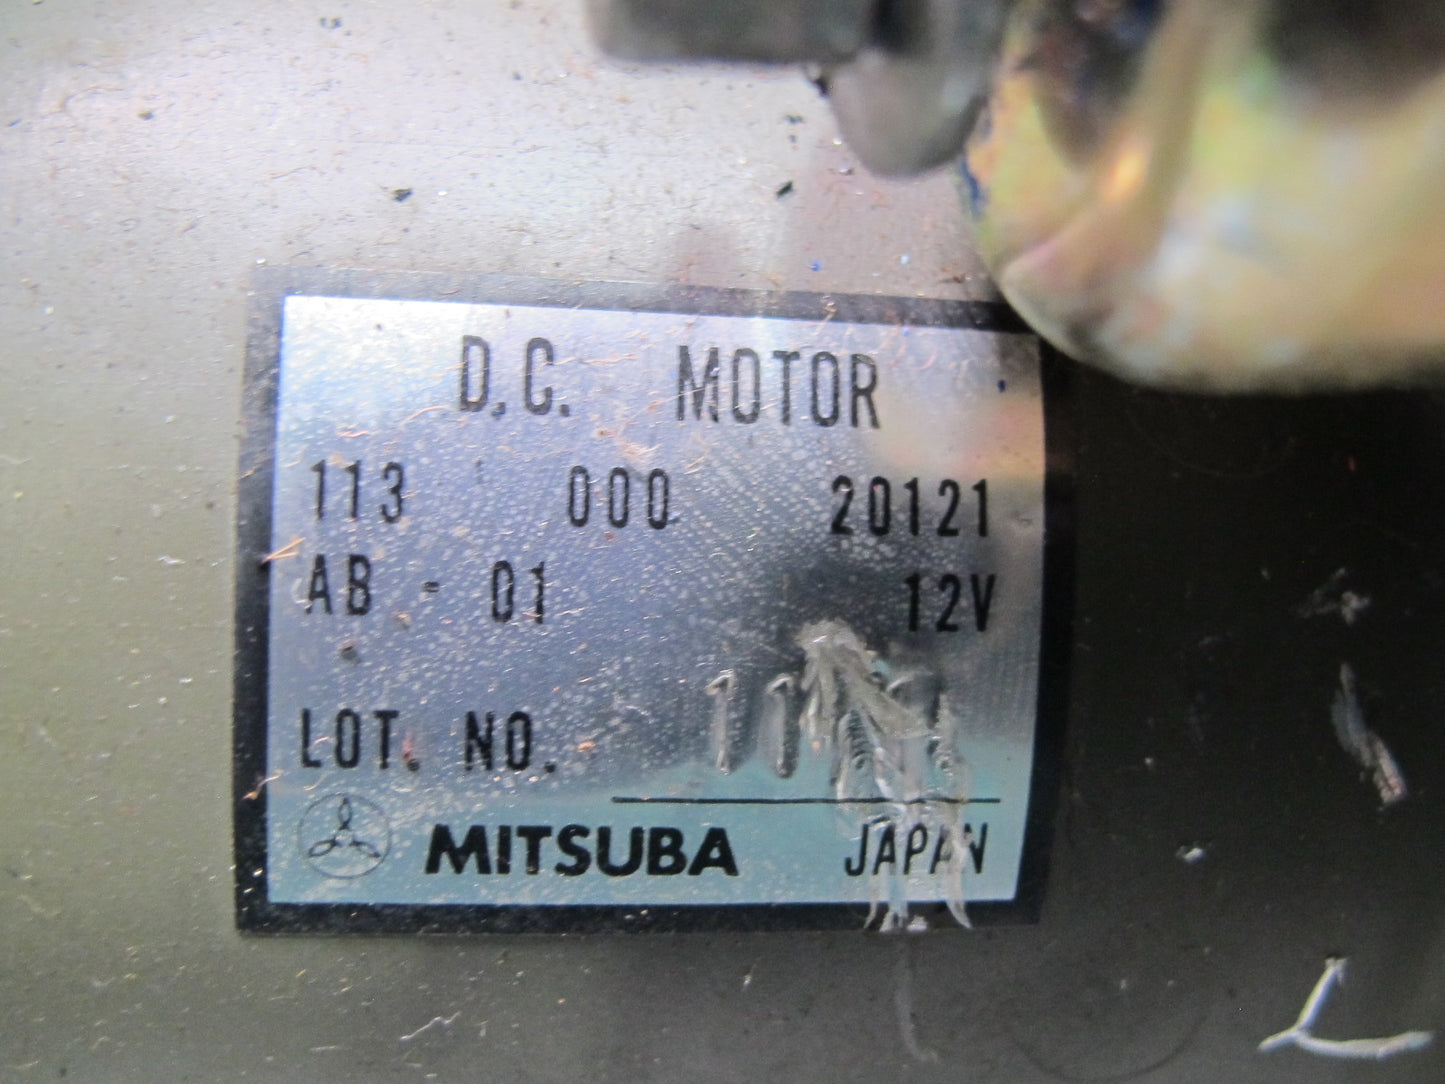 D.C. MOTOR
113 000 20121
AB - 01 12V
LOT. NO.
MITSUBA JAPAN